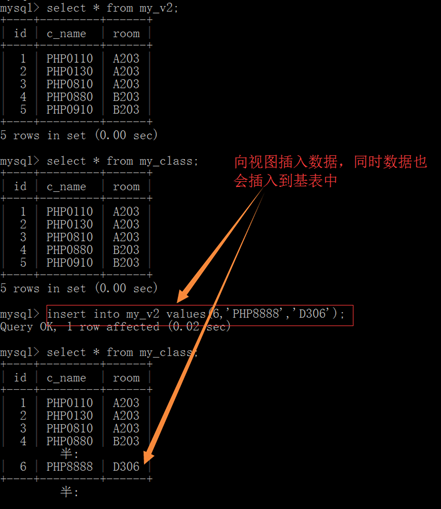 mysql> select * from my_v2;
+----+---------+------+
| id | c_name | room |
+----+---------+------+
| 1 | PHP0110 | A203 |
| 2 | PHP0130 | A203 |
| 3 | PHP0810 | A203 |
| 4 | PHP0880 | B203 |
| 5 | PHP0910 | B203 |
+----+---------+------+
5 rows in set (0.00 sec)
mysql> select * from my_class;
向视图插入数据，同时数据也
会插入到基表中
+----+---------+------+
| id | c_name | room |
+----+---------+------+
| 1 | PHP0110 | A203 |
| 2 | PHP0130 | A203 |
| 3 | PHP0810 | A203 |
| 4 | PHP0880 | B203 |
| 5 | PHP0910 | B203 |
+----+---------+------+
5 rows in set (0.00 sec)
mysql> insert into my_v2 values(6,'PHP8888','D306');
Query OK, 1 row affected (0.02 sec)
mysql> select * from my_class;
+----+---------+------+
| id | c_name | room |
+----+---------+------+
| 1 | PHP0110 | A203 |
| 2 | PHP0130 | A203 |
| 3 | PHP0810 | A203 |
| 4 | PHP0880 | B203 |
半:
| 6 | PHP8888 | D306 |
+----+---------+------+
半: